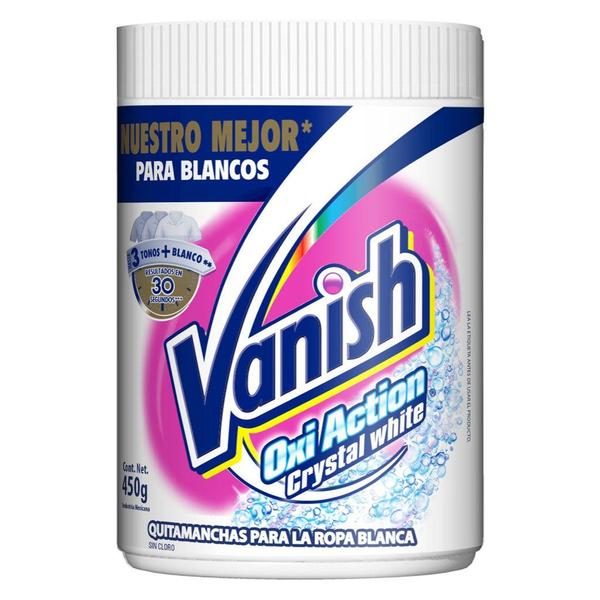 NUESTRO MEJOR*
PARA BLANCOS
3 TONOS + BLANCO**
RESULTADOS EN
30
SEGUNDOS***
Vanish
Oxi Action®
Crystal White
LEA LA ETIQUETA ANTES DE USAR EL PRODUCTO.
Cont. Net.
450g
Industria Mexicana
QUITAMANCHAS PARA LA ROPA BLANCA
SIN CLORO